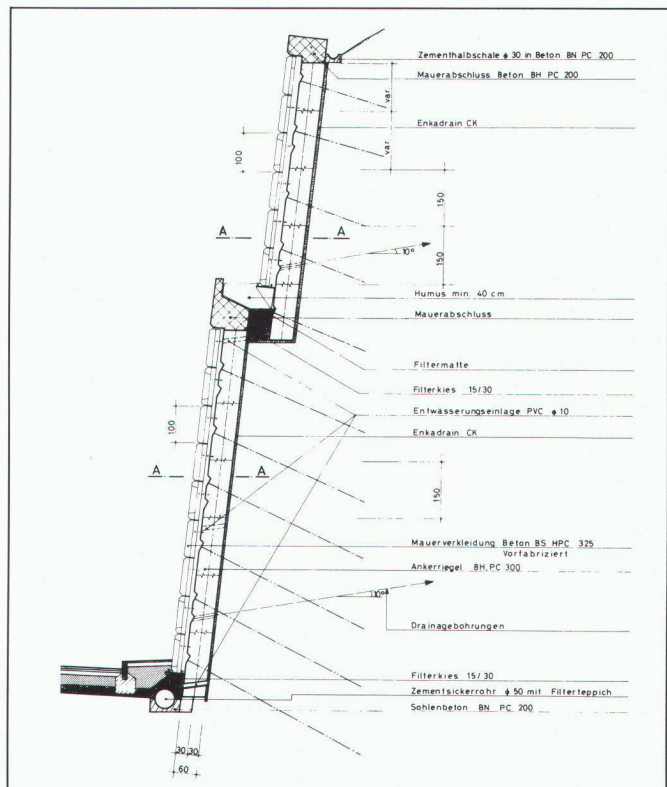 Zementhalbschale ϕ 30 in Beton BN PC 200
Mauerabschluss Beton BH PC 200
var.
Enkadrain CK
var.
100
150
A A
150
10°
Humus min. 40 cm
Mauerabschluss
Filtermatte
Filterkies 15/30
Entwässerungseinlage PVC ϕ 10
100
Enkadrain CK
A A
150
Mauerverkleidung Beton BS HPC 325
Vorfabriziert
Ankerriegel BH, PC 300
10°
Drainagebohrungen
Filterkies 15/30
Zementsickerrohr ϕ 50 mit Filterteppich
Sohlenbeton BN PC 200
30 30
60